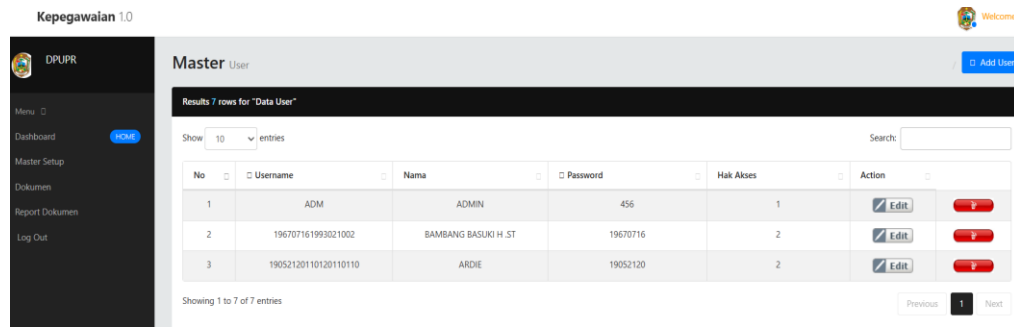 Kepegawaian 1.0
Welcome
DPUPR
Master User
Add User
Menu
Dashboard HOME
Master Setup
Dokumen
Report Dokumen
Log Out
Results 7 rows for "Data User"
Show 10 entries
Search:
No Username Nama Password Hak Akses Action
1 ADM ADMIN 456 1 Edit
2 196707161993021002 BAMBANG BASUKI H .ST 19670716 2 Edit
3 19052120110120110110 ARDIE 19052120 2 Edit
Showing 1 to 7 of 7 entries
Previous 1 Next